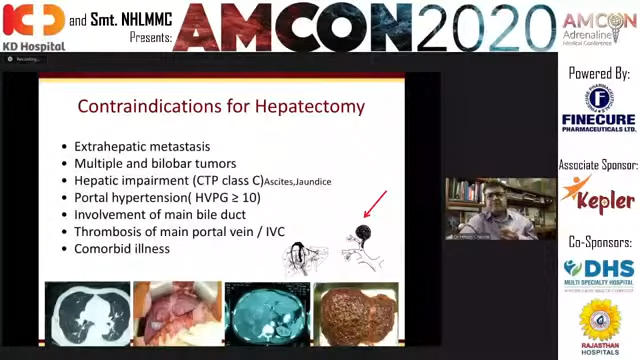 KD Hospital
and Smt. NHLMMC
Presents:
AMCON2020
AMCON
Adrenaline
Medical Conference
Recording...
Contraindications for Hepatectomy
• Extrahepatic metastasis
• Multiple and bilobar tumors
• Hepatic impairment (CTP class C)Ascites,Jaundice
• Portal hypertension( HVPG ≥ 10)
• Involvement of main bile duct
• Thrombosis of main portal vein / IVC
• Comorbid illness
Powered By:
F
FINECURE
PHARMACEUTICALS LTD.
Associate Sponsor:
Kepler
Co-Sponsors:
DHS
MULTI SPECIALTY HOSPITAL
RAJASTHAN
HOSPITALS